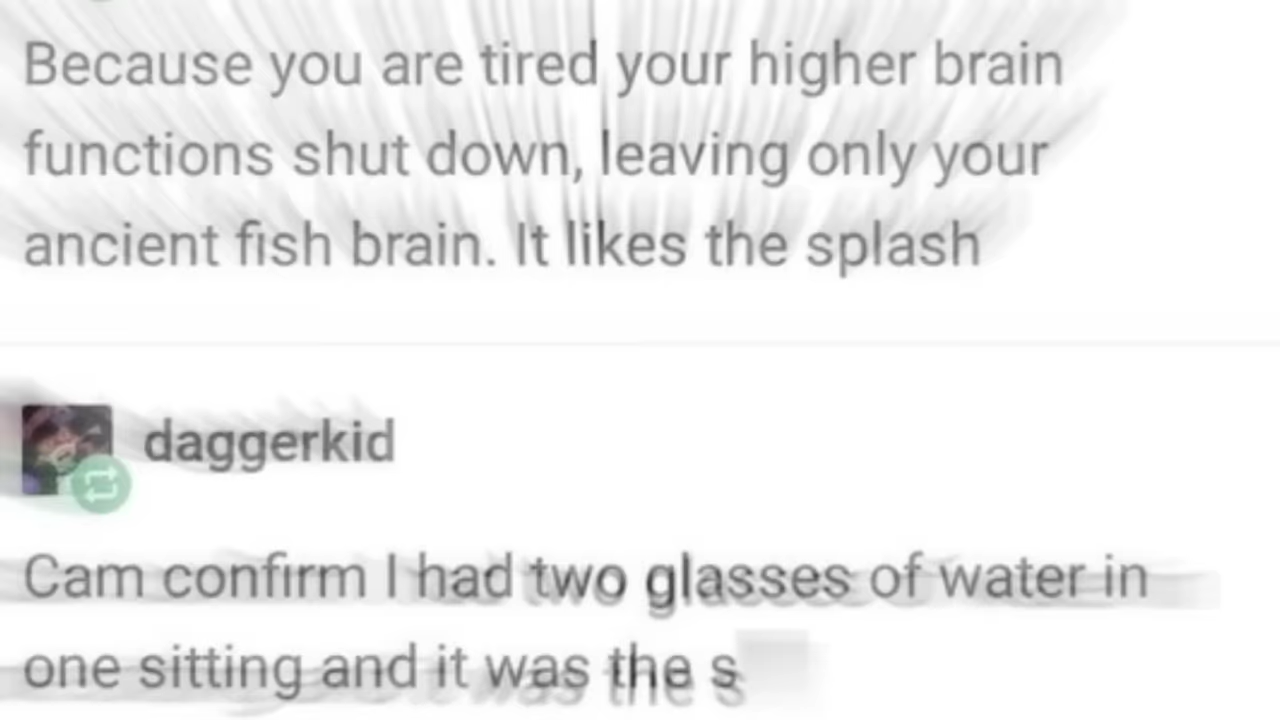 Because you are tired your higher brain
functions shut down, leaving only your
ancient fish brain. It likes the splash
daggerkid
Cam confirm I had two glasses of water in
one sitting and it was the s